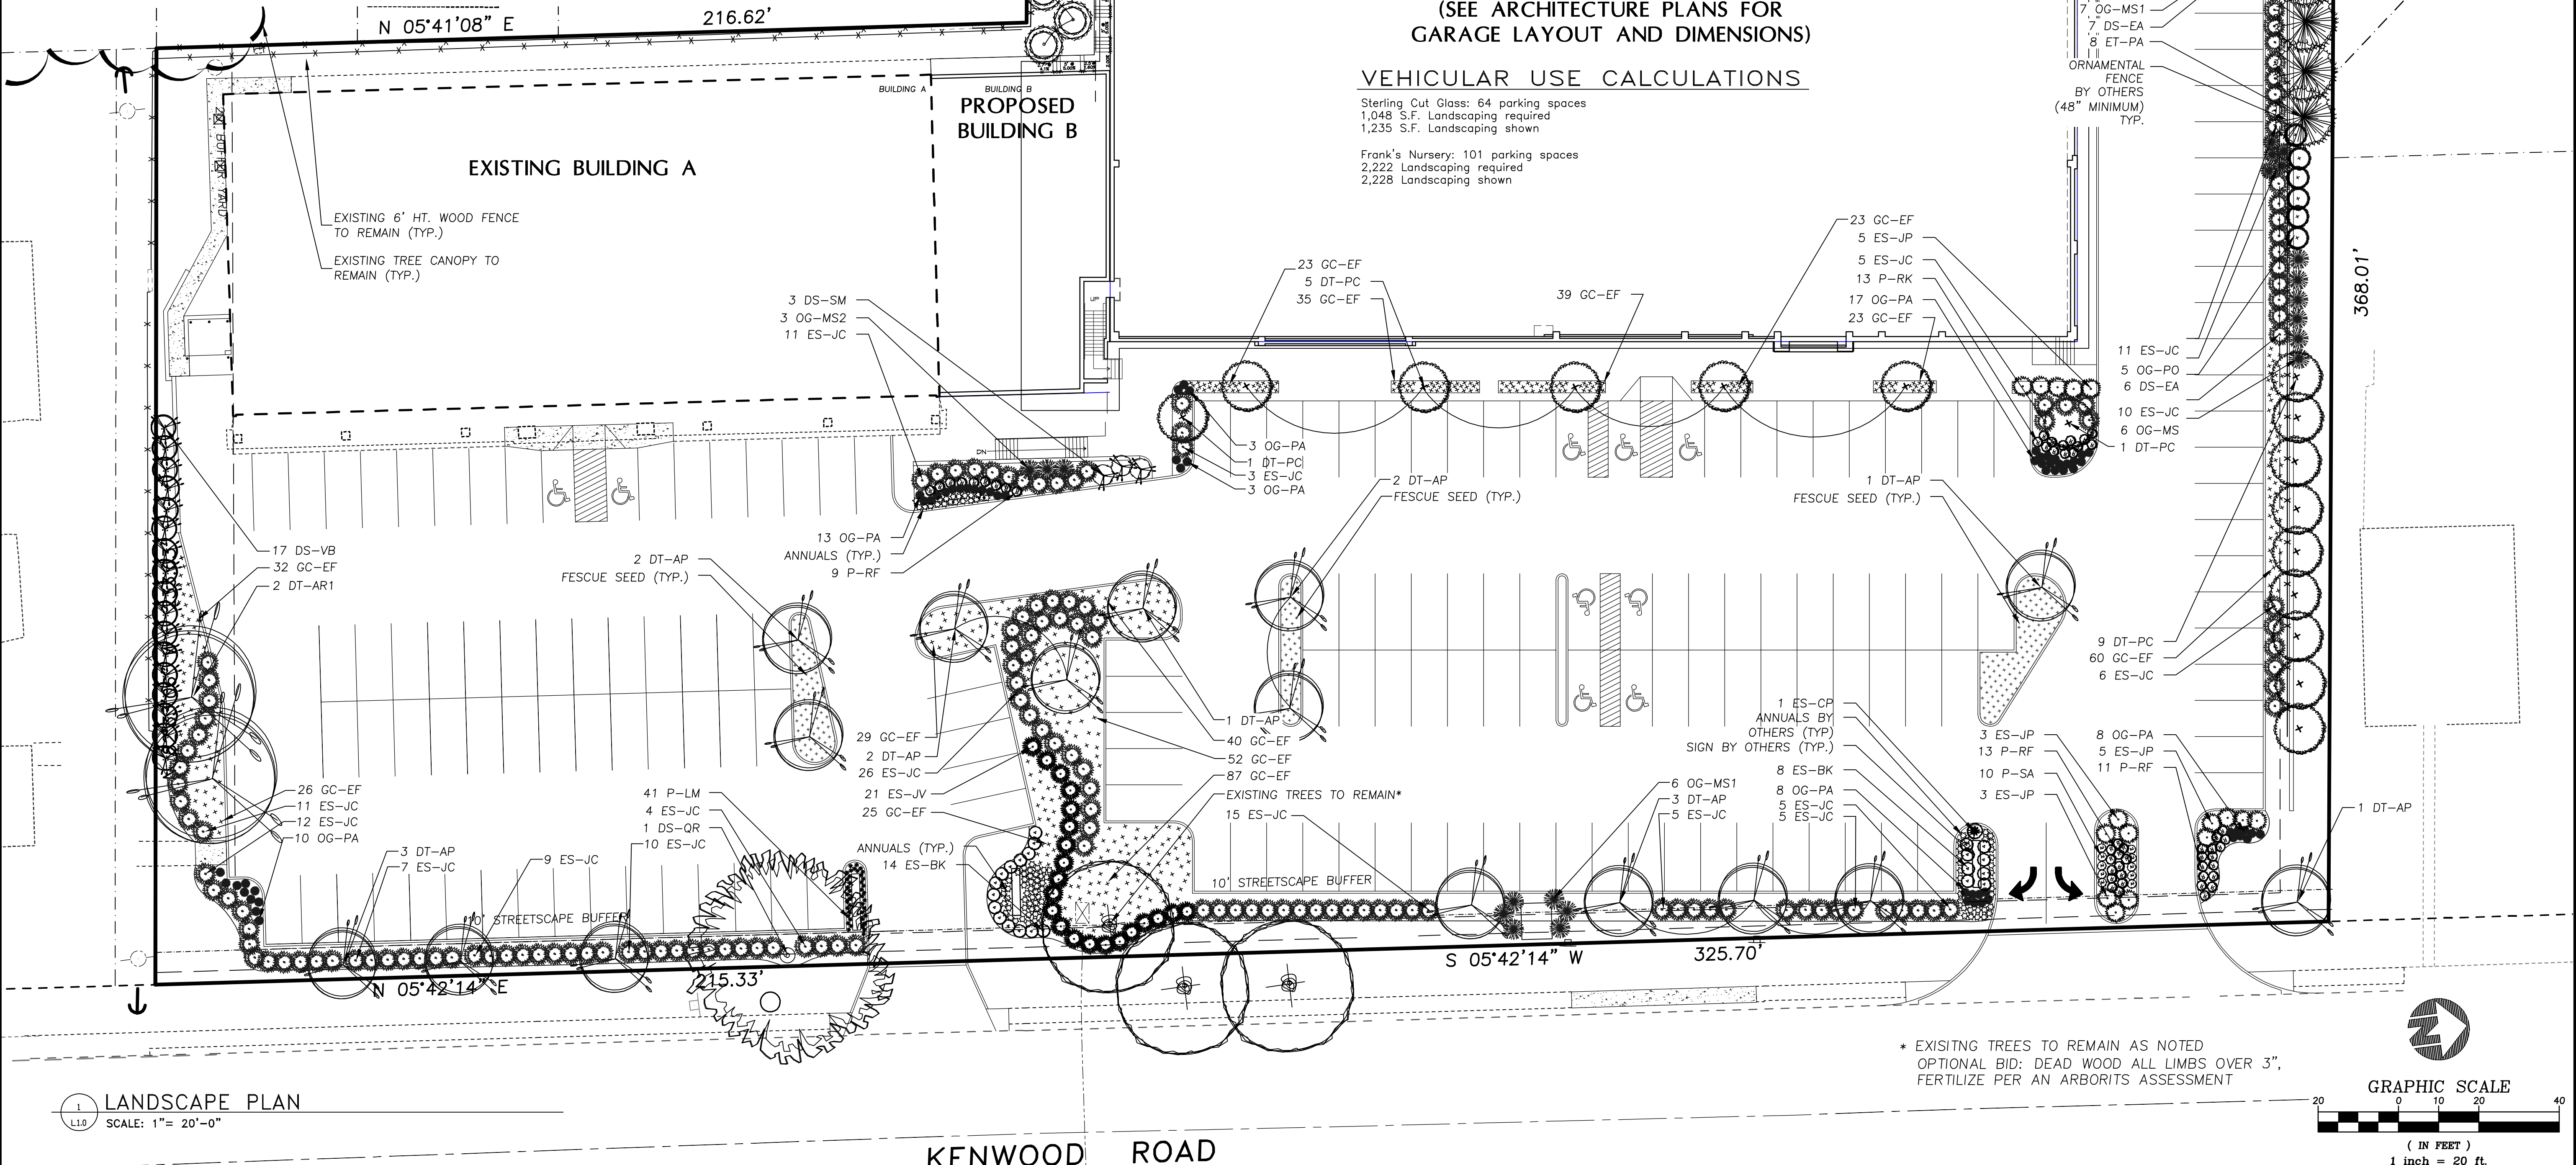 N 05°41'08" E
216.62'
(SEE ARCHITECTURE PLANS FOR
GARAGE LAYOUT AND DIMENSIONS)
VEHICULAR USE CALCULATIONS
Sterling Cut Glass: 64 parking spaces
1,048 S.F. Landscaping required
1,235 S.F. Landscaping shown
Frank's Nursery: 101 parking spaces
2,222 Landscaping required
2,228 Landscaping shown
7 OG-MS1
7 DS-EA
8 ET-PA
ORNAMENTAL
FENCE
BY OTHERS
(48" MINIMUM)
TYP.
BUILDING A
BUILDING B
PROPOSED
BUILDING B
EXISTING BUILDING A
EXISTING 6' HT. WOOD FENCE
TO REMAIN (TYP.)
EXISTING TREE CANOPY TO
REMAIN (TYP.)
3 DS-SM
3 OG-MS2
11 ES-JC
UP
23 GC-EF
5 DT-PC
35 GC-EF
39 GC-EF
23 GC-EF
5 ES-JP
5 ES-JC
13 P-RK
17 OG-PA
23 GC-EF
368.01'
11 ES-JC
5 OG-PO
6 DS-EA
10 ES-JC
6 OG-MS
1 DT-PC
DN
3 OG-PA
1 DT-PC
3 ES-JC
3 OG-PA
2 DT-AP
FESCUE SEED (TYP.)
1 DT-AP
FESCUE SEED (TYP.)
13 OG-PA
ANNUALS (TYP.)
9 P-RF
17 DS-VB
32 GC-EF
2 DT-AR1
2 DT-AP
FESCUE SEED (TYP.)
9 DT-PC
60 GC-EF
6 ES-JC
1 DT-AP
40 GC-EF
52 GC-EF
87 GC-EF
EXISTING TREES TO REMAIN*
15 ES-JC
29 GC-EF
2 DT-AP
26 ES-JC
21 ES-JV
25 GC-EF
ANNUALS (TYP.)
14 ES-BK
1 ES-CP
ANNUALS BY
OTHERS (TYP)
SIGN BY OTHERS (TYP.)
8 ES-BK
8 OG-PA
5 ES-JC
5 ES-JC
6 OG-MS1
3 DT-AP
5 ES-JC
3 ES-JP
13 P-RF
10 P-SA
3 ES-JP
8 OG-PA
5 ES-JP
11 P-RF
1 DT-AP
26 GC-EF
11 ES-JC
12 ES-JC
10 OG-PA
3 DT-AP
7 ES-JC
9 ES-JC
41 P-LM
4 ES-JC
1 DS-QR
10 ES-JC
10' STREETSCAPE BUFFER
10' STREETSCAPE BUFFER
N 05°42'14" E
215.33'
S 05°42'14" W
325.70'
* EXISITNG TREES TO REMAIN AS NOTED
OPTIONAL BID: DEAD WOOD ALL LIMBS OVER 3",
FERTILIZE PER AN ARBORITS ASSESSMENT
1
L1.0
LANDSCAPE PLAN
SCALE: 1"= 20'-0"
KENWOOD ROAD
N
GRAPHIC SCALE
20 0 10 20 40
( IN FEET )
1 inch = 20 ft.